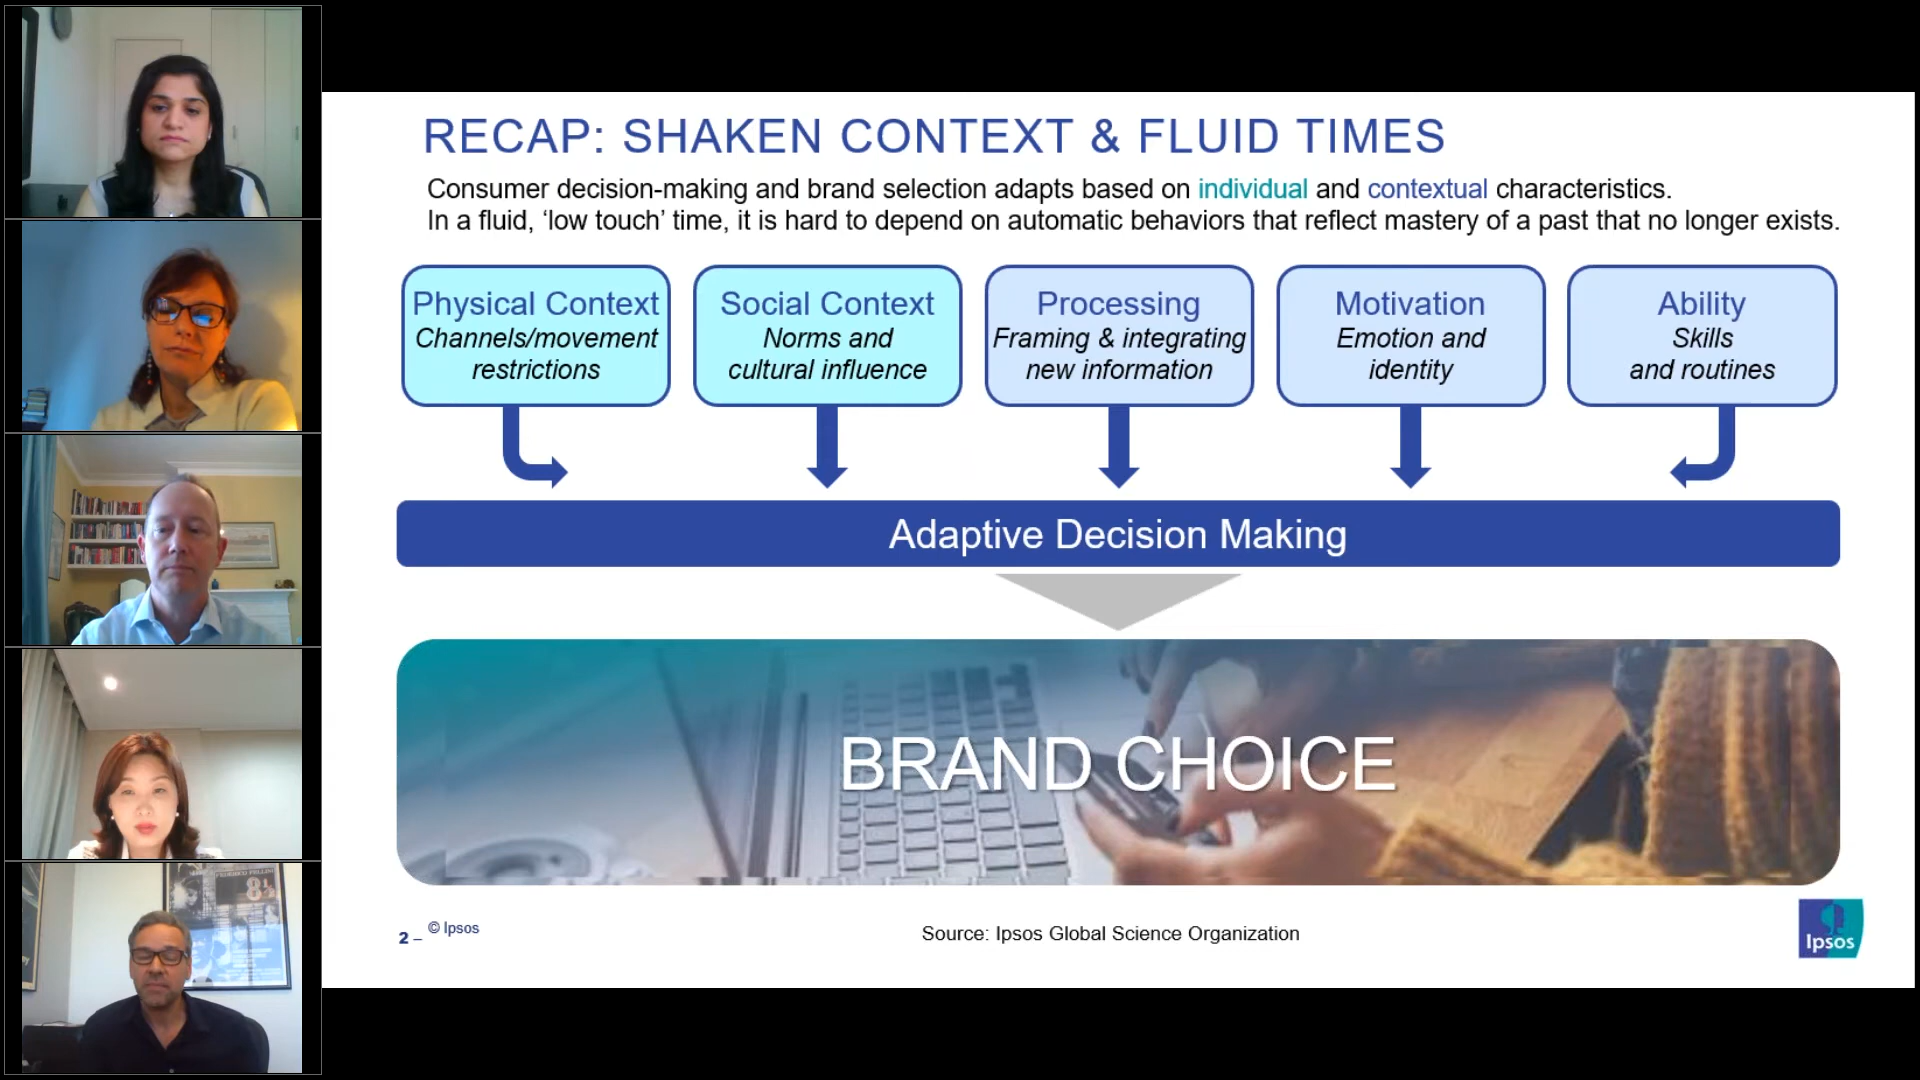 RECAP: SHAKEN CONTEXT & FLUID TIMES
Consumer decision-making and brand selection adapts based on individual and contextual characteristics.
In a fluid, ‘low touch’ time, it is hard to depend on automatic behaviors that reflect mastery of a past that no longer exists.
Physical Context
Channels/movement
restrictions
Social Context
Norms and
cultural influence
Processing
Framing & integrating
new information
Motivation
Emotion and
identity
Ability
Skills
and routines
Adaptive Decision Making
BRAND CHOICE
2 –
© Ipsos
Source: Ipsos Global Science Organization
Ipsos
FEDERICO FELLINI
8½